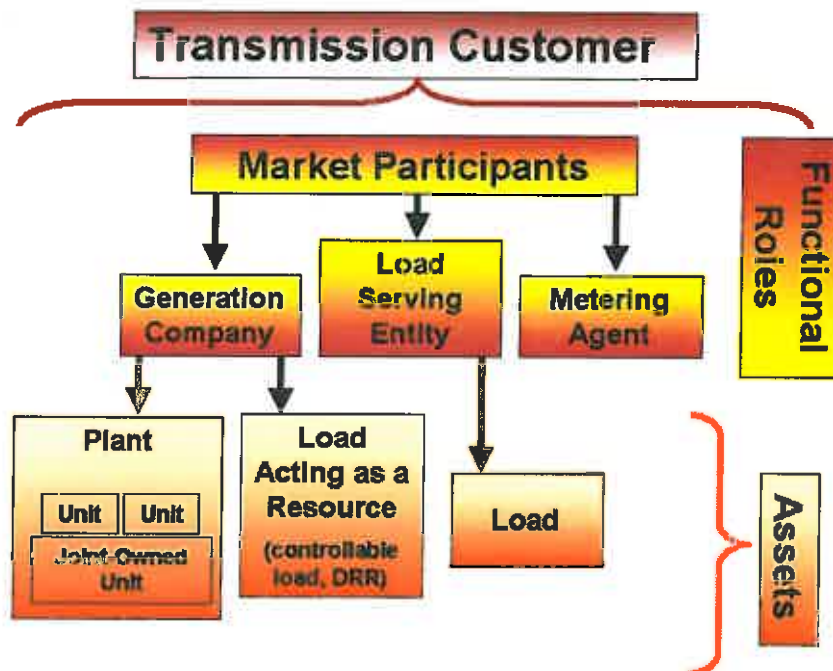 Transmission Customer
Market Participants
Functional
Roles
Generation
Company
Load
Serving
Entity
Metering
Agent
Plant
Unit
Unit
Joint-Owned
Unit
Load
Acting as a
Resource
(controllable
load, DRR)
Load
Assets